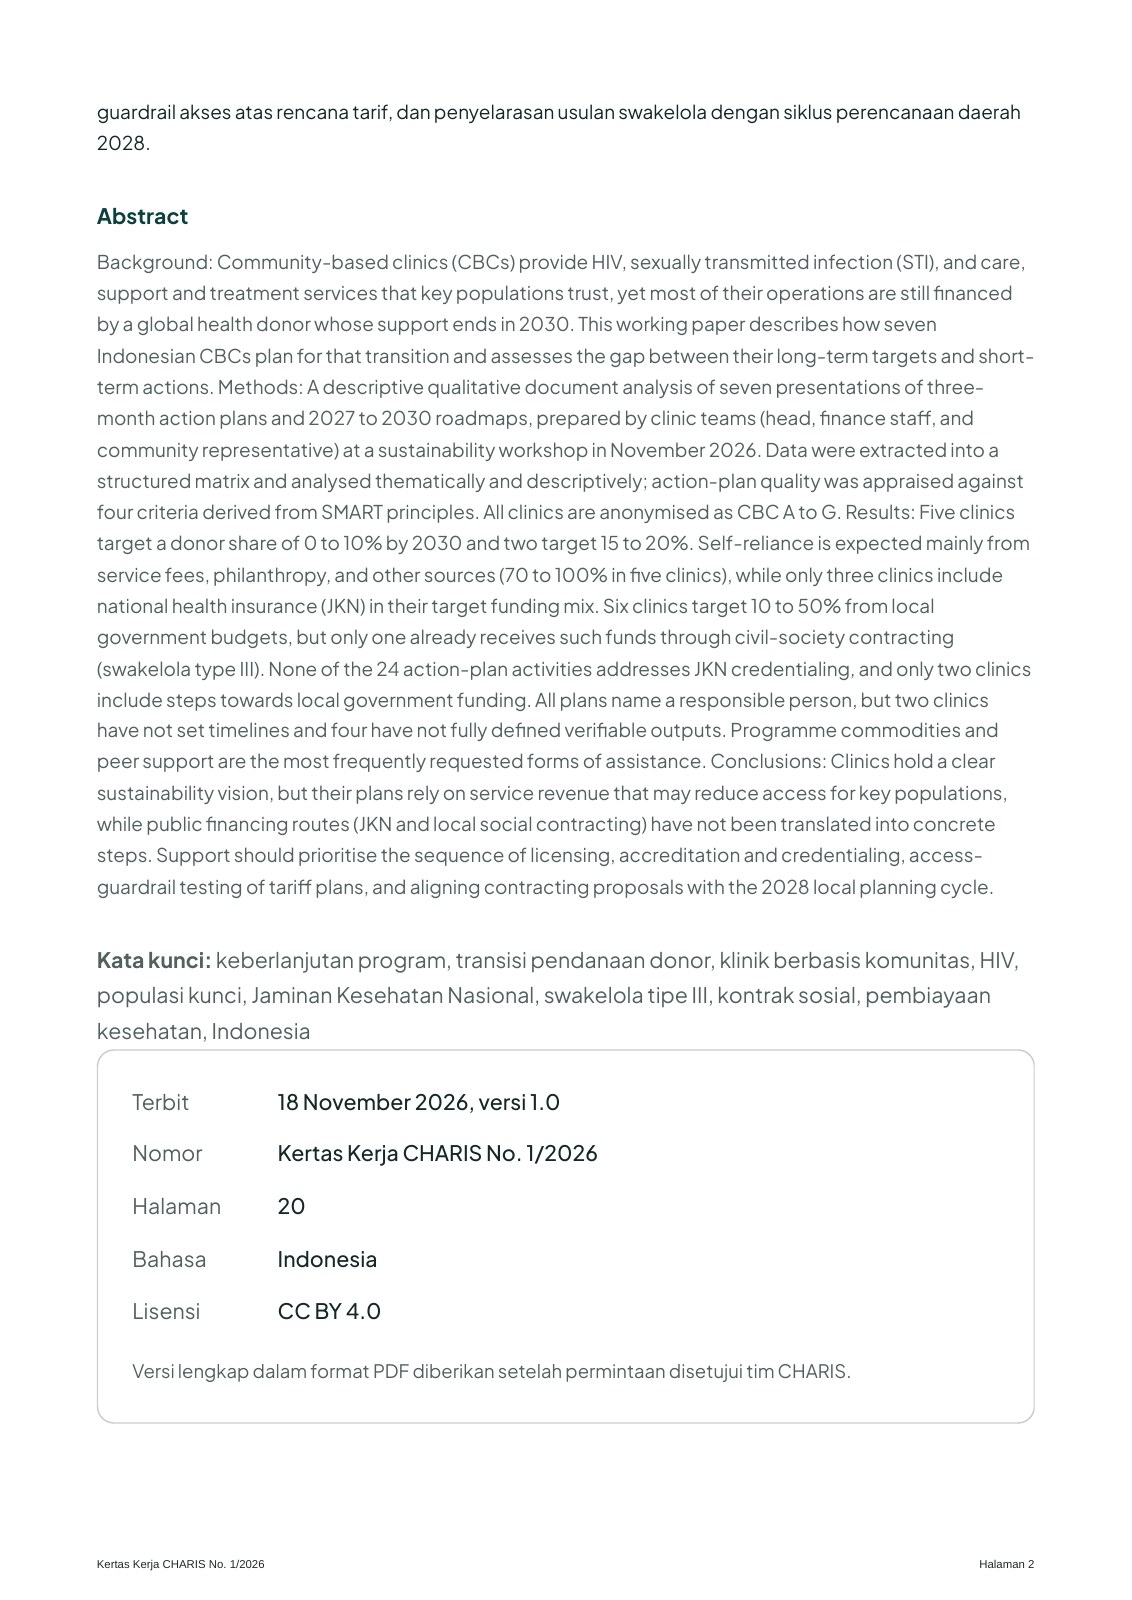 guardrail akses atas rencana tarif, dan penyelarasan usulan swakelola dengan siklus perencanaan daerah
2028.
Abstract
Background: Community-based clinics (CBCs) provide HIV, sexually transmitted infection (STI), and care,
support and treatment services that key populations trust, yet most of their operations are still financed
by a global health donor whose support ends in 2030. This working paper describes how seven
Indonesian CBCs plan for that transition and assesses the gap between their long-term targets and short-
term actions. Methods: A descriptive qualitative document analysis of seven presentations of three-
month action plans and 2027 to 2030 roadmaps, prepared by clinic teams (head, finance staff, and
community representative) at a sustainability workshop in November 2026. Data were extracted into a
structured matrix and analysed thematically and descriptively; action-plan quality was appraised against
four criteria derived from SMART principles. All clinics are anonymised as CBC A to G. Results: Five clinics
target a donor share of 0 to 10% by 2030 and two target 15 to 20%. Self-reliance is expected mainly from
service fees, philanthropy, and other sources (70 to 100% in five clinics), while only three clinics include
national health insurance (JKN) in their target funding mix. Six clinics target 10 to 50% from local
government budgets, but only one already receives such funds through civil-society contracting
(swakelola type III). None of the 24 action-plan activities addresses JKN credentialing, and only two clinics
include steps towards local government funding. All plans name a responsible person, but two clinics
have not set timelines and four have not fully defined verifiable outputs. Programme commodities and
peer support are the most frequently requested forms of assistance. Conclusions: Clinics hold a clear
sustainability vision, but their plans rely on service revenue that may reduce access for key populations,
while public financing routes (JKN and local social contracting) have not been translated into concrete
steps. Support should prioritise the sequence of licensing, accreditation and credentialing, access-
guardrail testing of tariff plans, and aligning contracting proposals with the 2028 local planning cycle.
Kata kunci: keberlanjutan program, transisi pendanaan donor, klinik berbasis komunitas, HIV,
populasi kunci, Jaminan Kesehatan Nasional, swakelola tipe III, kontrak sosial, pembiayaan
kesehatan, Indonesia
Terbit 18 November 2026, versi 1.0
Nomor Kertas Kerja CHARIS No. 1/2026
Halaman 20
Bahasa Indonesia
Lisensi CC BY 4.0
Versi lengkap dalam format PDF diberikan setelah permintaan disetujui tim CHARIS.
Kertas Kerja CHARIS No. 1/2026 Halaman 2